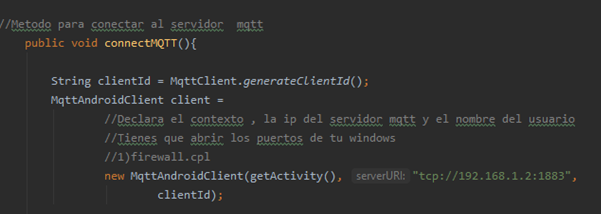 //Metodo para conectar al servidor  mqtt
public void connectMQTT(){
String clientId = MqttClient.generateClientId();
MqttAndroidClient client =
//Declara el contexto , la ip del servidor mqtt y el nombre del usuario
//Tienes que abrir los puertos de tu windows
//1)firewall.cpl
new MqttAndroidClient(getActivity(), serverURI: "tcp://192.168.1.2:1883",
clientId);